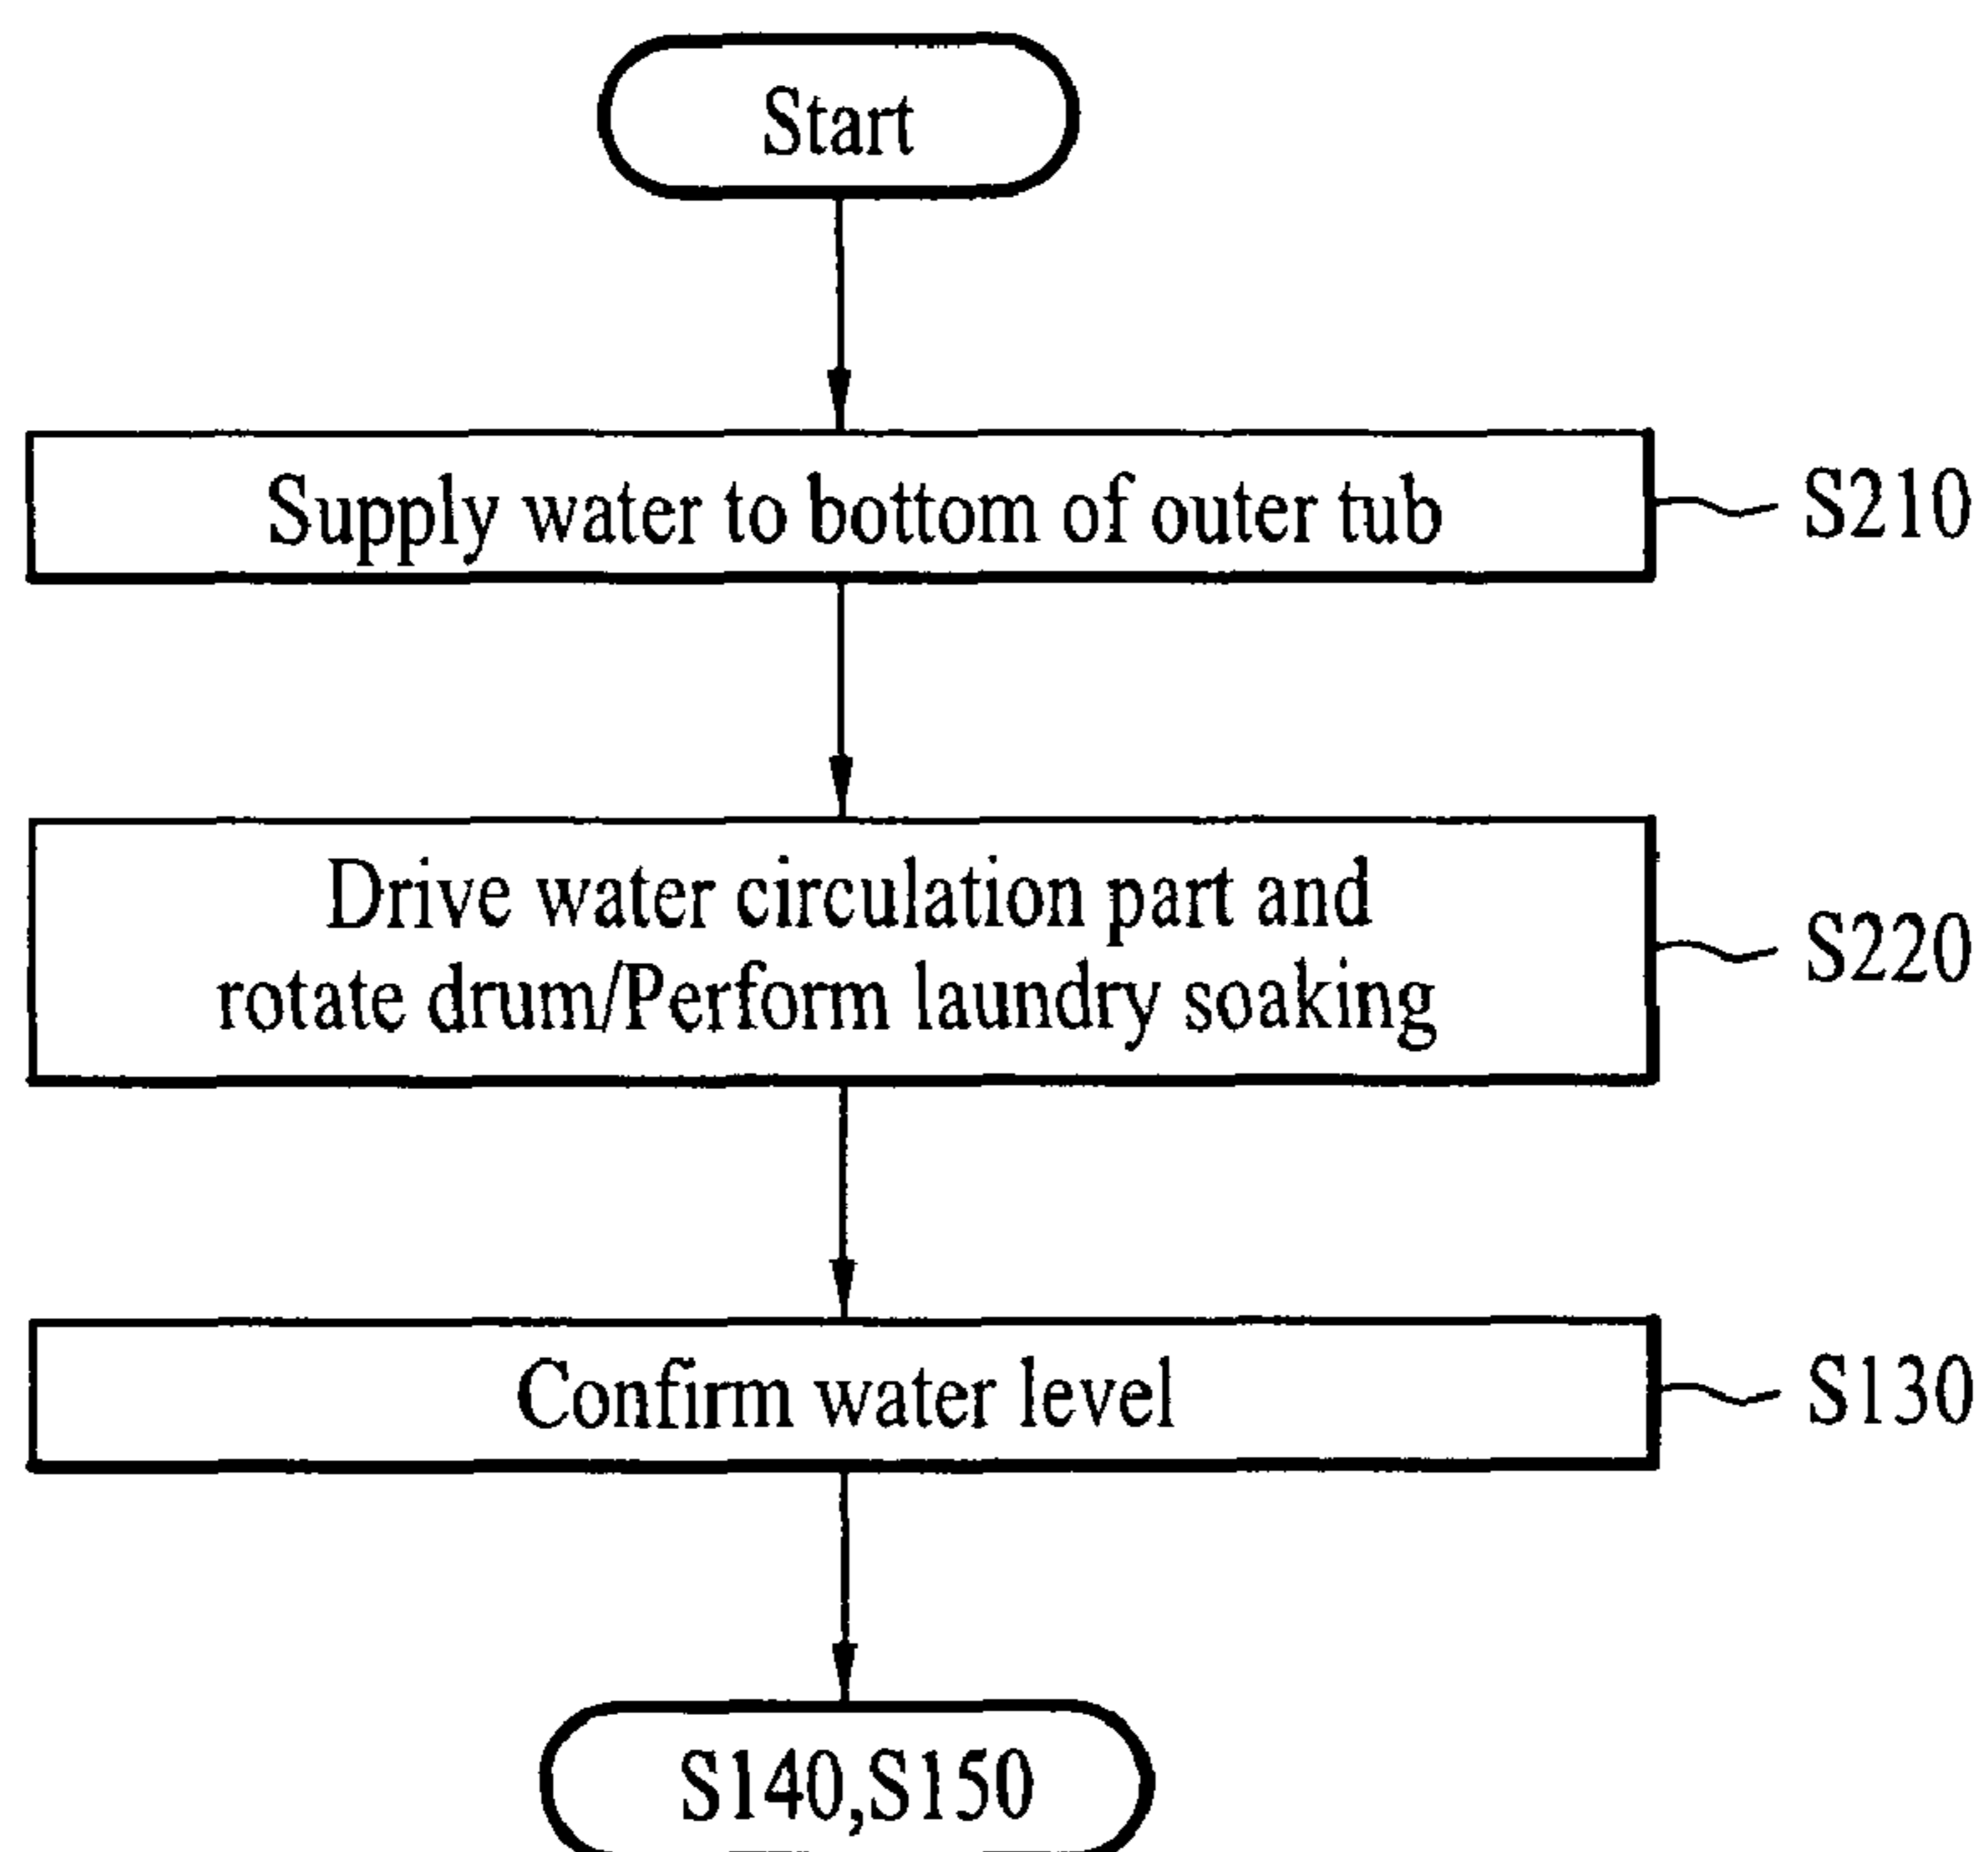 Start
Supply water to bottom of outer tub
S210
Drive water circulation part and
rotate drum/Perform laundry soaking
S220
Confirm water level
S130
S140,S150